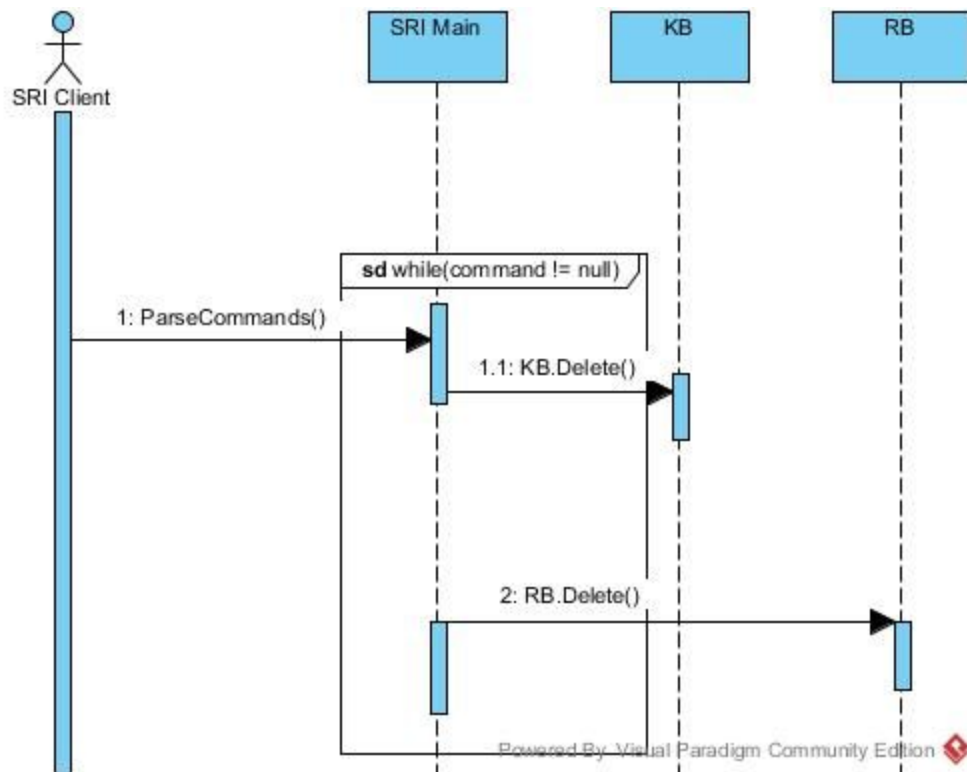 SRI Main
KB
RB
SRI Client
sd while(command != null)
1: ParseCommands()
1.1: KB.Delete()
2: RB.Delete()
Powered By Visual Paradigm Community Edition